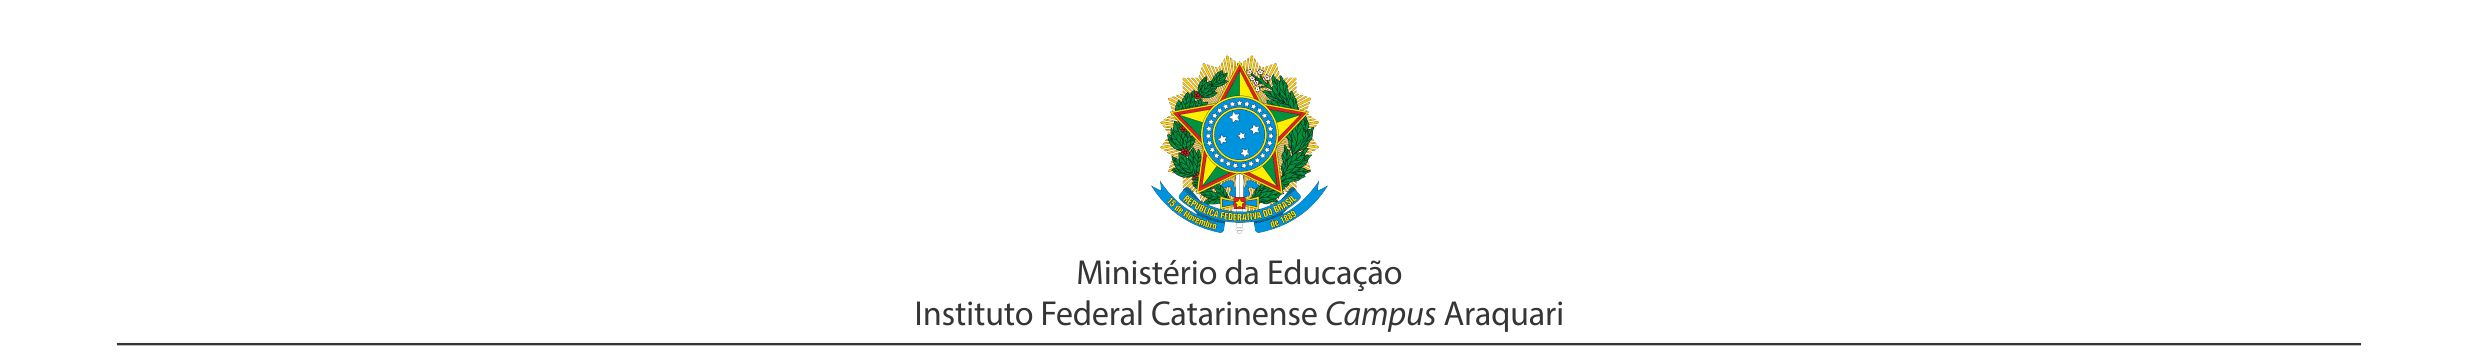 REPÚBLICA FEDERATIVA DO BRASIL
15 de Novembro de 1889
Ministério da Educação
Instituto Federal Catarinense Campus Araquari